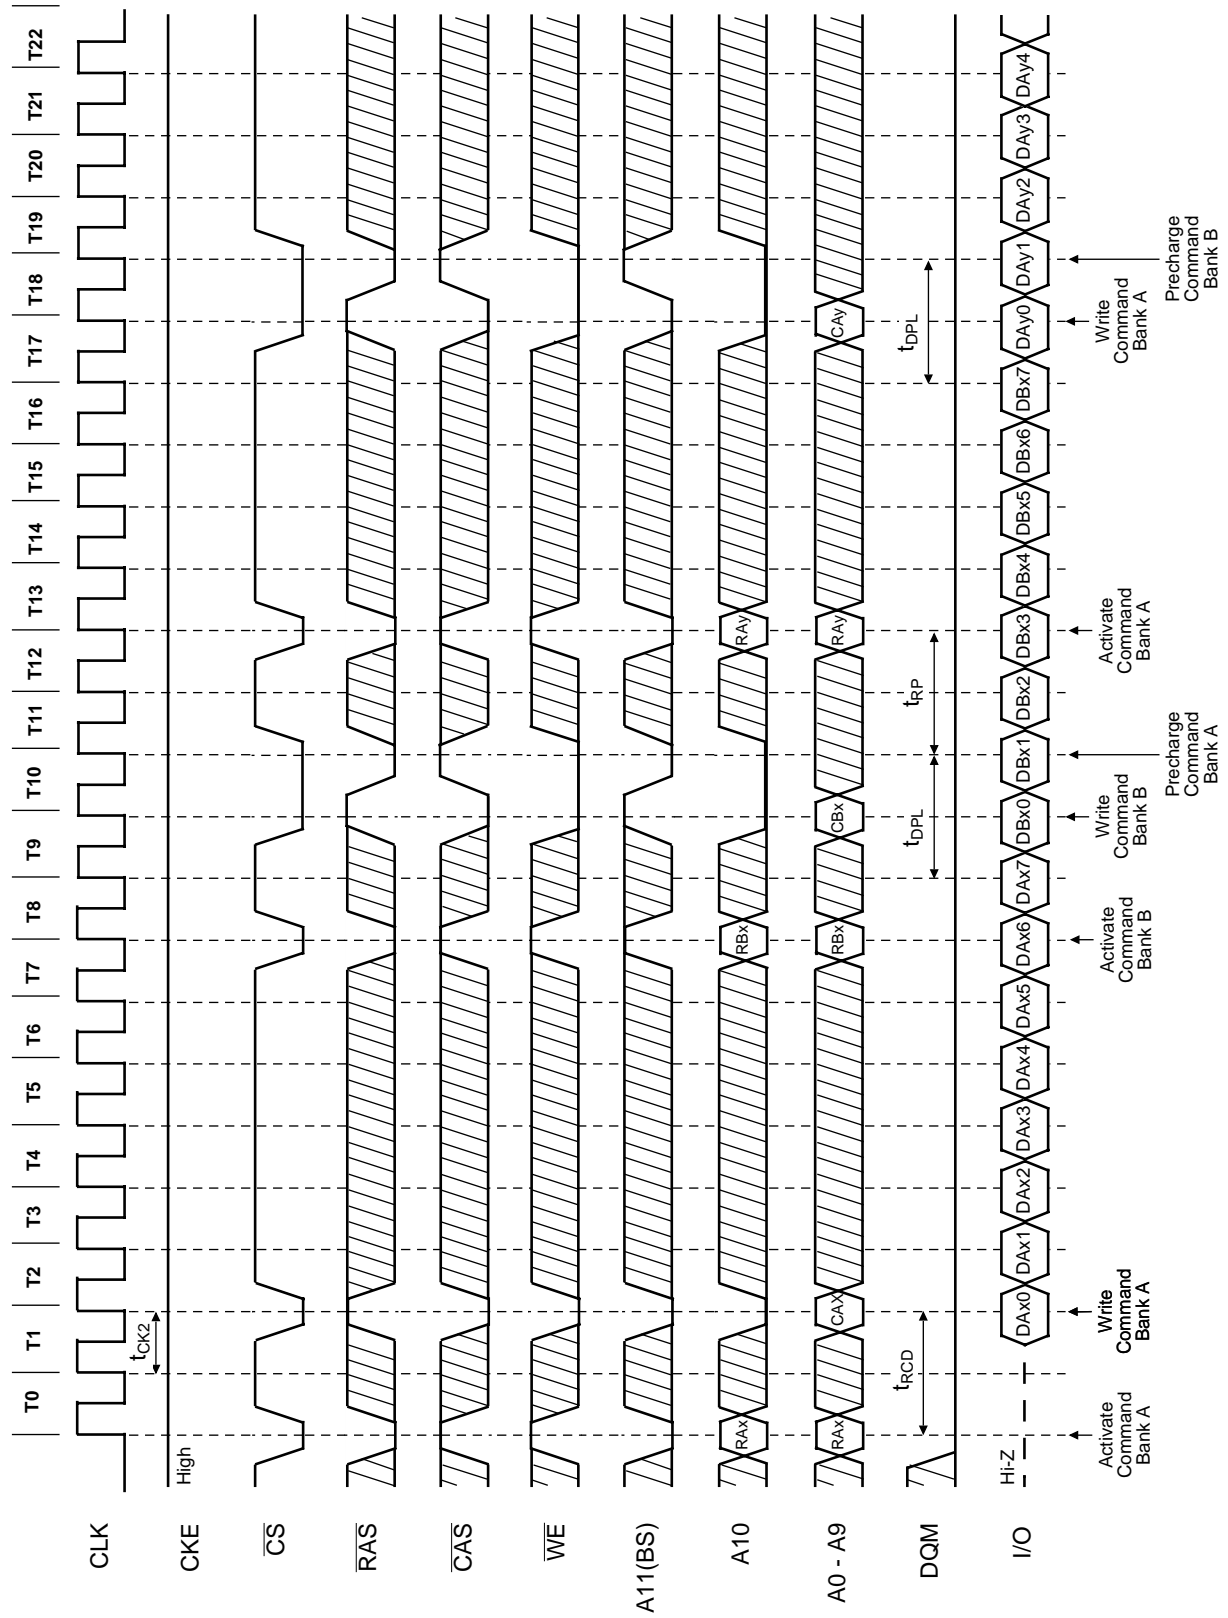 T0 T1 T2 T3 T4 T5 T6 T7 T8 T9 T10 T11 T12 T13 T14 T15 T16 T17 T18 T19 T20 T21 T22
CLK
tCK2
CKE
High
CS
RAS
CAS
WE
A11(BS)
A10
RAx RBx RAy
A0 - A9
RAx CAX RBx CBx RAy CAy
DQM
tRCD tDPL tRP tDPL
I/O
Hi-Z
DAx0 DAx1 DAx2 DAx3 DAx4 DAx5 DAx6 DAx7 DBx0 DBx1 DBx2 DBx3 DBx4 DBx5 DBx6 DBx7 DAy0 DAy1 DAy2 DAy3 DAy4
Activate
Command
Bank A
Write
Command
Bank A
Activate
Command
Bank B
Write
Command
Bank B
Precharge
Command
Bank A
Activate
Command
Bank A
Write
Command
Bank A
Precharge
Command
Bank B